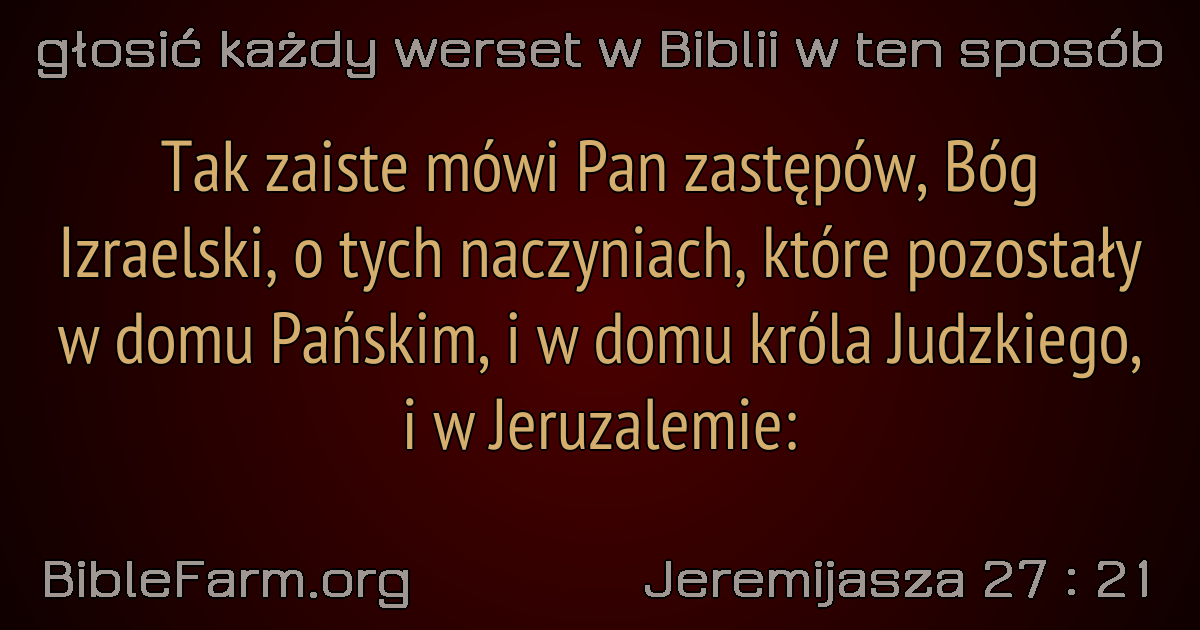 głosić każdy werset w Biblii w ten sposób
Tak zaiste mówi Pan zastępów, Bóg
Izraelski, o tych naczyniach, które pozostały
w domu Pańskim, i w domu króla Judzkiego,
i w Jeruzalemie:
BibleFarm.org
Jeremijasza 27 : 21